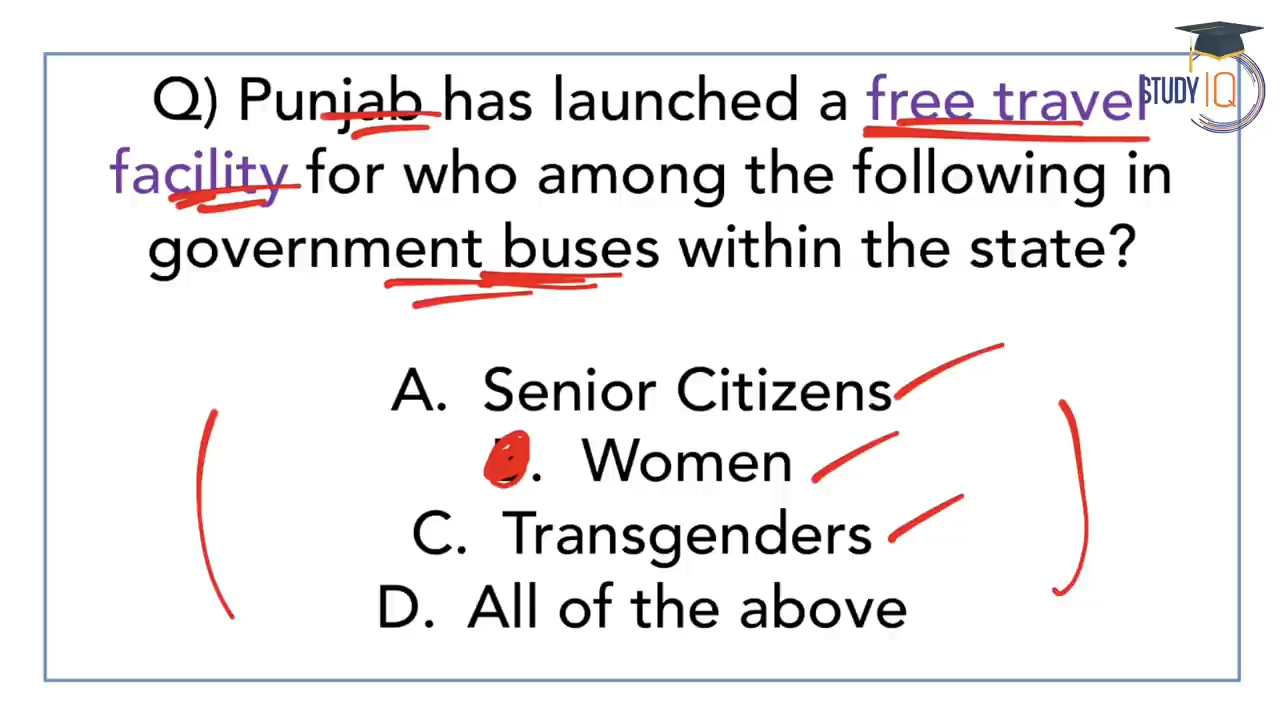 Q) Punjab has launched a free travel
facility for who among the following in
government buses within the state?
A. Senior Citizens
B. Women
C. Transgenders
D. All of the above
STUDY IQ